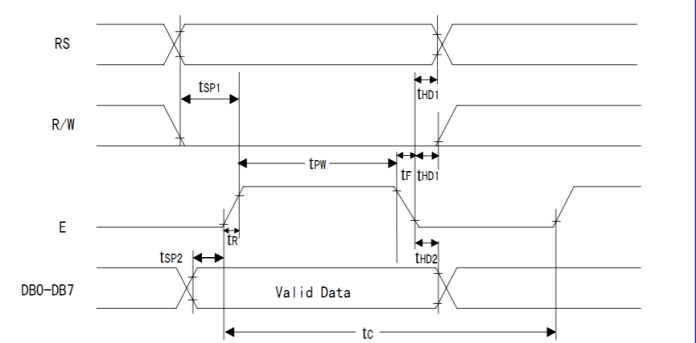 RS
tSP1
tHD1
R/W
tPW
tF
tHD1
E
tR
tSP2
tHD2
DB0-DB7
Valid Data
tC